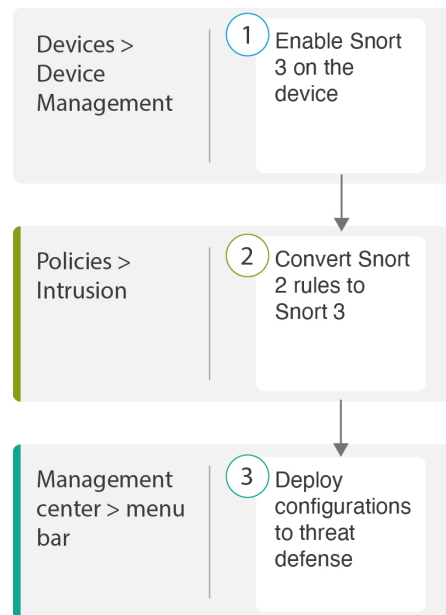 Devices >
Device
Management
1
Enable Snort
3 on the
device
Policies >
Intrusion
2
Convert Snort
2 rules to
Snort 3
Management
center > menu
bar
3
Deploy
configurations
to threat
defense